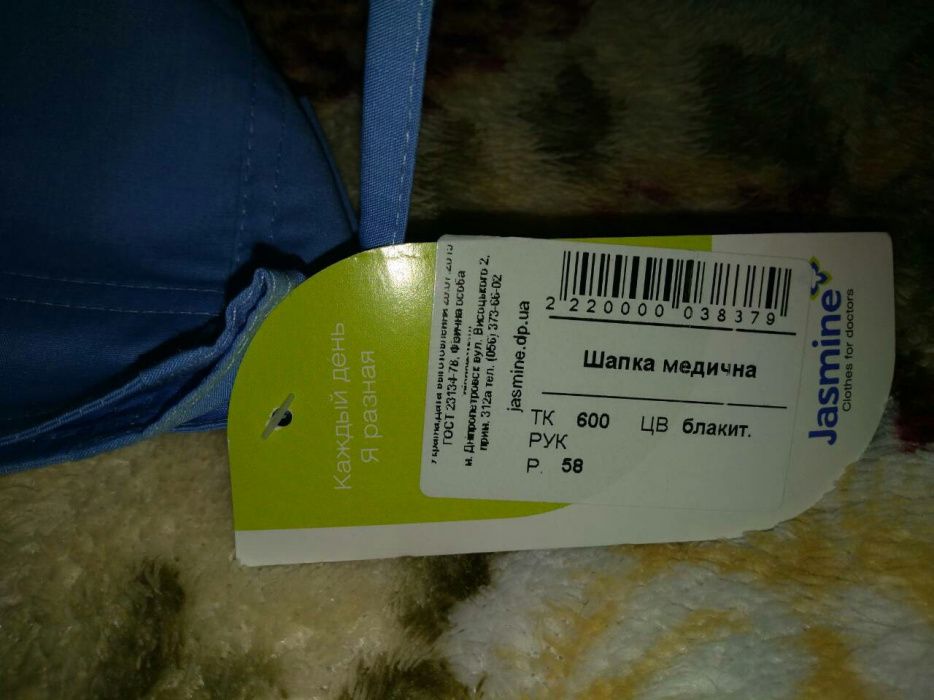 Каждый день
Я разная
ГОСТ 23134-78, фізична особа
м. Дніпропетровск вул. Висоцького 2,
прим. 312а тел. (056) 373-66-02
jasmine.dp.ua
2 220000 038379
Шапка медична
ТК 600 ЦВ блакит.
РУК
Р. 58
Jasmine
Clothes for doctors